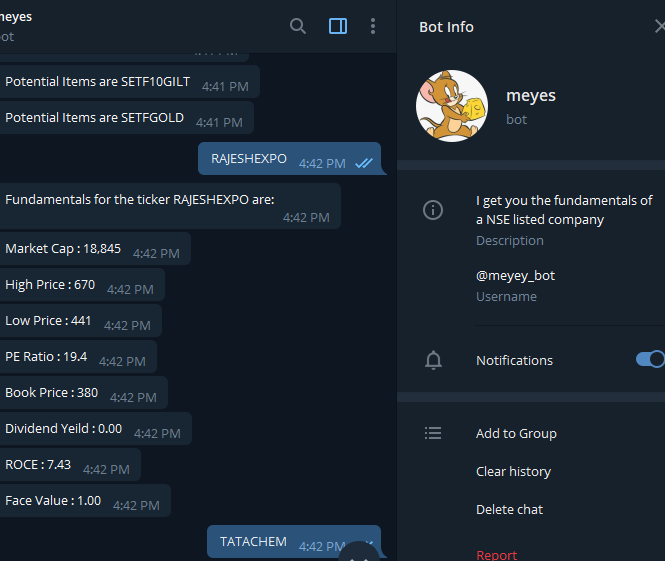 meyes
bot
Potential Items are SETF10GILT 4:41 PM
Potential Items are SETFGOLD 4:41 PM
RAJESHEXPO 4:42 PM
Fundamentals for the ticker RAJESHEXPO are:
4:42 PM
Market Cap : 18,845 4:42 PM
High Price : 670 4:42 PM
Low Price : 441 4:42 PM
PE Ratio : 19.4 4:42 PM
Book Price : 380 4:42 PM
Dividend Yeild : 0.00 4:42 PM
ROCE : 7.43 4:42 PM
Face Value : 1.00 4:42 PM
TATACHEM 4:42 PM
Bot Info
meyes
bot
I get you the fundamentals of
a NSE listed company
Description
@meyey_bot
Username
Notifications
Add to Group
Clear history
Delete chat
Report